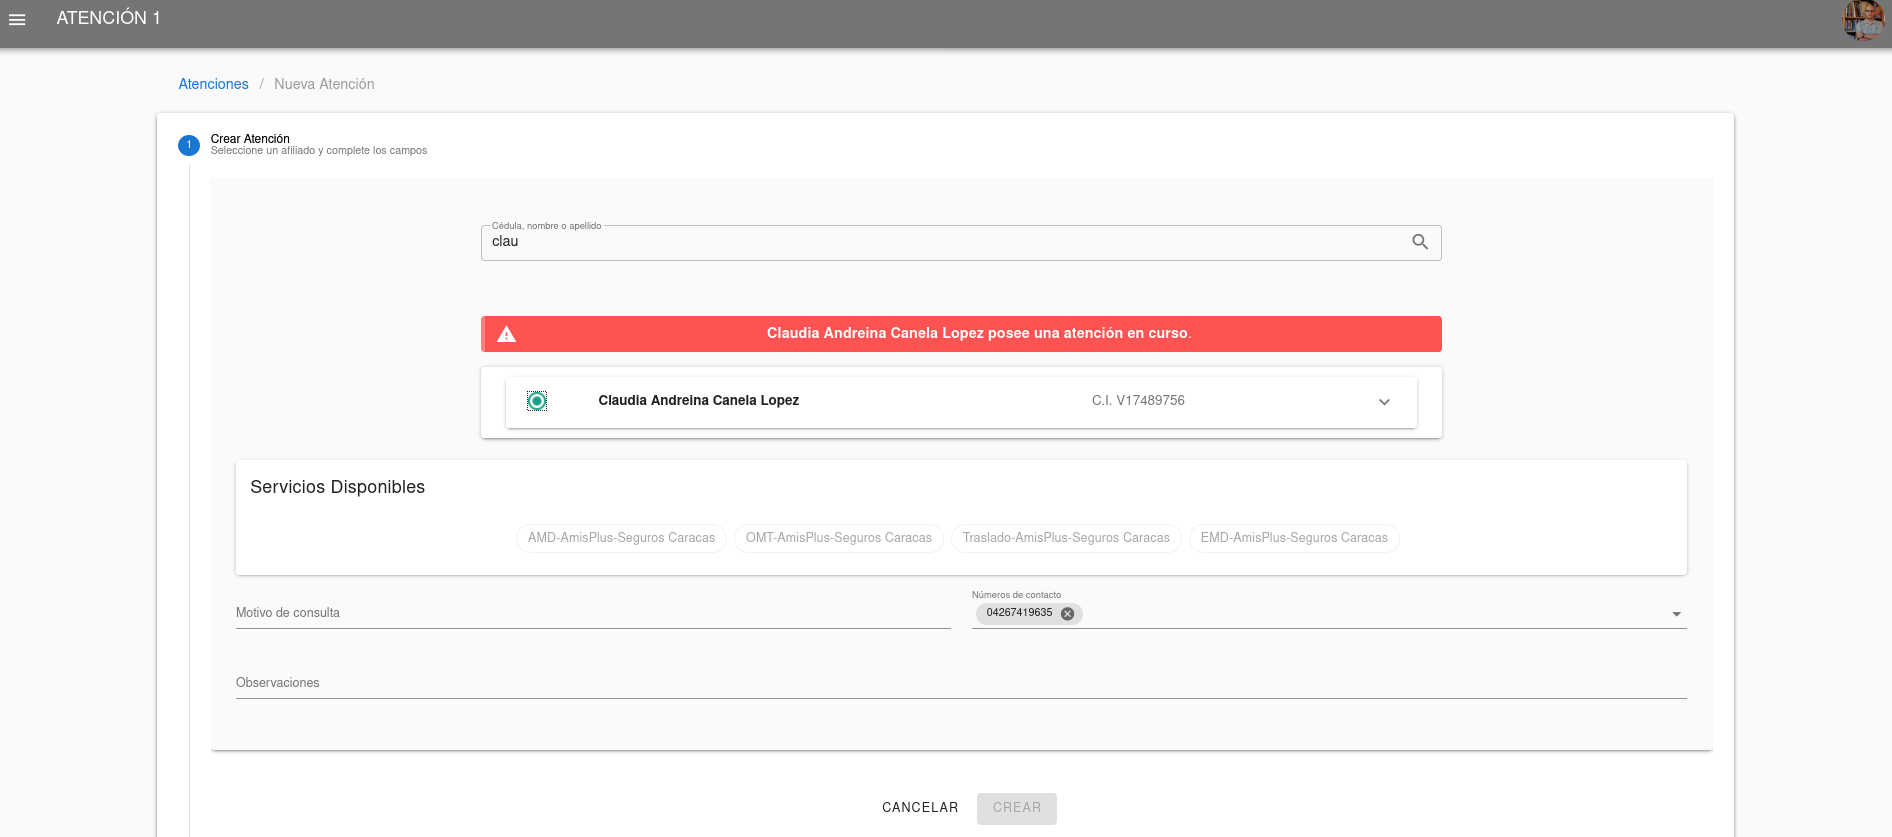 ATENCIÓN 1
Atenciones / Nueva Atención
1
Crear Atención
Seleccione un afiliado y complete los campos
Cédula, nombre o apellido
clau
Claudia Andreina Canela Lopez posee una atención en curso.
Claudia Andreina Canela Lopez C.I. V17489756
Servicios Disponibles
AMD-AmisPlus-Seguros Caracas OMT-AmisPlus-Seguros Caracas Traslado-AmisPlus-Seguros Caracas EMD-AmisPlus-Seguros Caracas
Motivo de consulta
Números de contacto
04267419635
Observaciones
CANCELAR CREAR